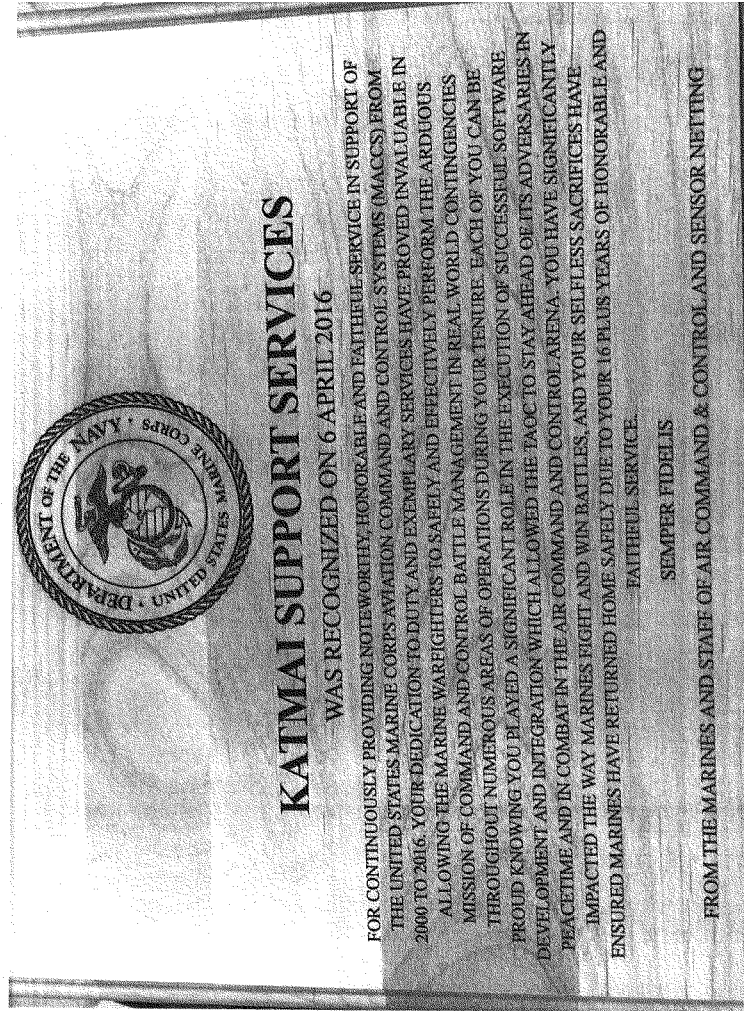 DEPARTMENT OF THE NAVY
UNITED STATES MARINE CORPS
KATMAI SUPPORT SERVICES
WAS RECOGNIZED ON 6 APRIL 2016
FOR CONTINUOUSLY PROVIDING NOTEWORTHY, HONORABLE AND FAITHFUL SERVICE IN SUPPORT OF
THE UNITED STATES MARINE CORPS AVIATION COMMAND AND CONTROL SYSTEMS (MACCS) FROM
2000 TO 2016. YOUR DEDICATION TO DUTY AND EXEMPLARY SERVICES HAVE PROVED INVALUABLE IN
ALLOWING THE MARINE WARFIGHTERS TO SAFELY AND EFFECTIVELY PERFORM THE ARDUOUS
MISSION OF COMMAND AND CONTROL BATTLE MANAGEMENT IN REAL WORLD CONTINGENCIES
THROUGHOUT NUMEROUS AREAS OF OPERATIONS DURING YOUR TENURE. EACH OF YOU CAN BE
PROUD KNOWING YOU PLAYED A SIGNIFICANT ROLE IN THE EXECUTION OF SUCCESSFUL SOFTWARE
DEVELOPMENT AND INTEGRATION WHICH ALLOWED THE TAOC TO STAY AHEAD OF ITS ADVERSARIES IN
PEACETIME AND IN COMBAT IN THE AIR COMMAND AND CONTROL ARENA. YOU HAVE SIGNIFICANTLY
IMPACTED THE WAY MARINES FIGHT AND WIN BATTLES, AND YOUR SELFLESS SACRIFICES HAVE
ENSURED MARINES HAVE RETURNED HOME SAFELY DUE TO YOUR 16 PLUS YEARS OF HONORABLE AND
FAITHFUL SERVICE.
SEMPER FIDELIS
FROM THE MARINES AND STAFF OF AIR COMMAND & CONTROL AND SENSOR NETTING